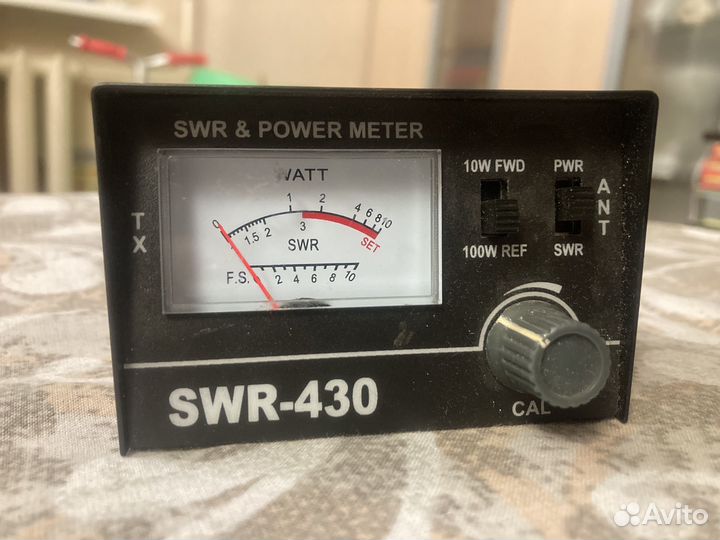 SWR & POWER METER
WATT
0 1 2 4 6 8 10
1.5 2 3
SWR
SET
F.S. 0 2 4 6 8 10
TX
10W FWD
100W REF
PWR
SWR
ANT
CAL
SWR-430
Avito